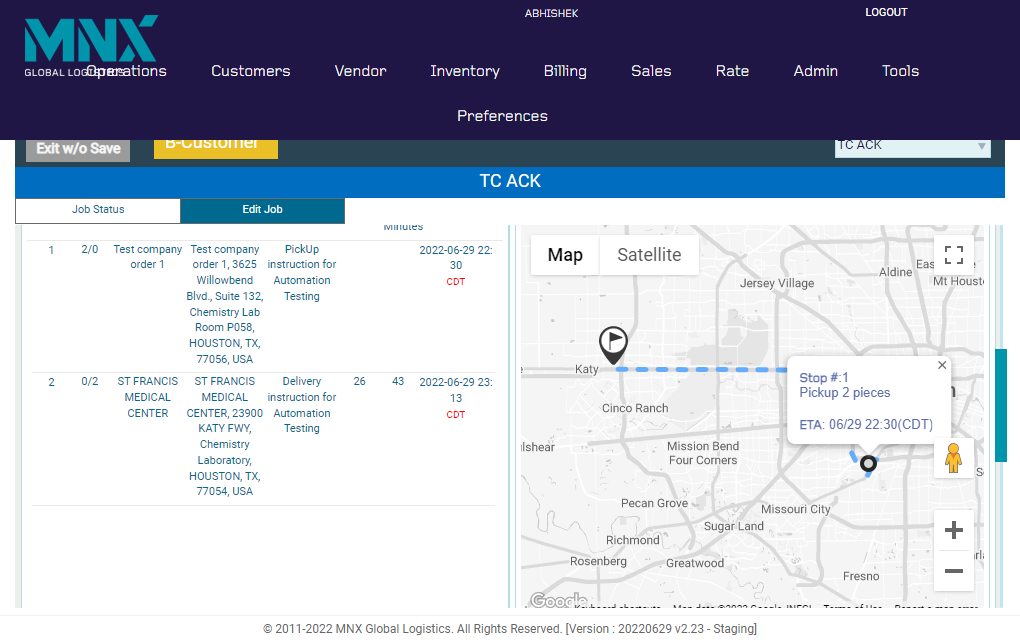 ABHISHEK
LOGOUT
MNX
GLOBAL LOGISTICS
Operations Customers Vendor Inventory Billing Sales Rate Admin Tools
Preferences
Exit w/o Save
B-Customer
TC ACK
TC ACK
Job Status
Edit Job
Minutes
1 2/0 Test company Test company PickUp 2022-06-29 22:
order 1 order 1, 3625 instruction for 30
Willowbend Automation CDT
Blvd., Suite 132, Testing
Chemistry Lab
Room P058,
HOUSTON, TX,
77056, USA
2 0/2 ST FRANCIS ST FRANCIS Delivery 26 43 2022-06-29 23:
MEDICAL MEDICAL instruction for 13
CENTER CENTER, 23900 Automation CDT
KATY FWY, Testing
Chemistry
Laboratory,
HOUSTON, TX,
77054, USA
Map Satellite
Aldine
Eas
Mt Houst
Jersey Village
Katy
Stop #:1
Pickup 2 pieces
ETA: 06/29 22:30(CDT)
Cinco Ranch
lshear
Mission Bend
Four Corners
Pecan Grove
Missouri City
Sugar Land
Richmond
Rosenberg
Greatwood
Fresno
Google
Keyboard shortcuts Map data ©2022 Google, INEGI Terms of Use Report a map error
© 2011-2022 MNX Global Logistics. All Rights Reserved. [Version : 20220629 v2.23 - Staging]